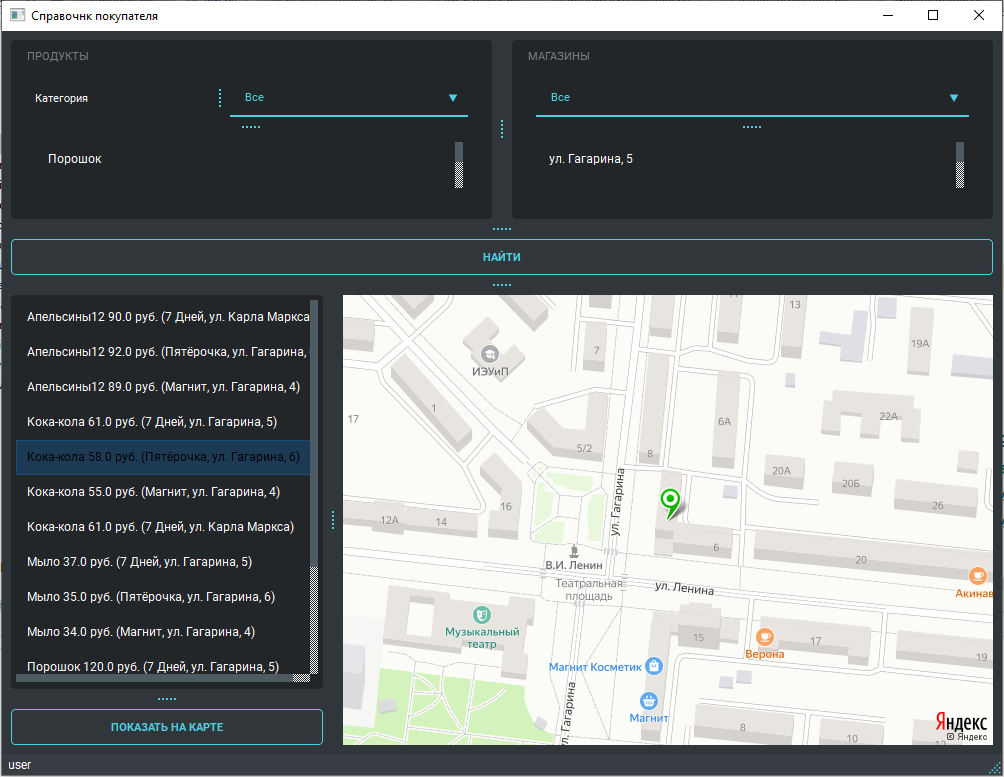 Справочнк покупателя
ПРОДУКТЫ
Категория
Все
Порошок
МАГАЗИНЫ
Все
ул. Гагарина, 5
НАЙТИ
Апельсины12 90.0 руб. (7 Дней, ул. Карла Маркса
Апельсины12 92.0 руб. (Пятёрочка, ул. Гагарина,
Апельсины12 89.0 руб. (Магнит, ул. Гагарина, 4)
Кока-кола 61.0 руб. (7 Дней, ул. Гагарина, 5)
Кока-кола 58.0 руб. (Пятёрочка, ул. Гагарина, 6)
Кока-кола 55.0 руб. (Магнит, ул. Гагарина, 4)
Кока-кола 61.0 руб. (7 Дней, ул. Карла Маркса)
Мыло 37.0 руб. (7 Дней, ул. Гагарина, 5)
Мыло 35.0 руб. (Пятёрочка, ул. Гагарина, 6)
Мыло 34.0 руб. (Магнит, ул. Гагарина, 4)
Порошок 120.0 руб. (7 Дней, ул. Гагарина, 5)
ПОКАЗАТЬ НА КАРТЕ
13
19А
7
ИЭУиП
1
17
22А
6А
5/2
8
20А
20Б
16
26
ул. Гагарина
12А
14
6
20
В.И. Ленин
Театральная
площадь
ул. Ленина
Акинав
Музыкальный
театр
15
17
Верона
19
Магнит Косметик
Магнит
ул. Гагарина
8
10
12
Яндекс
© Яндекс
user